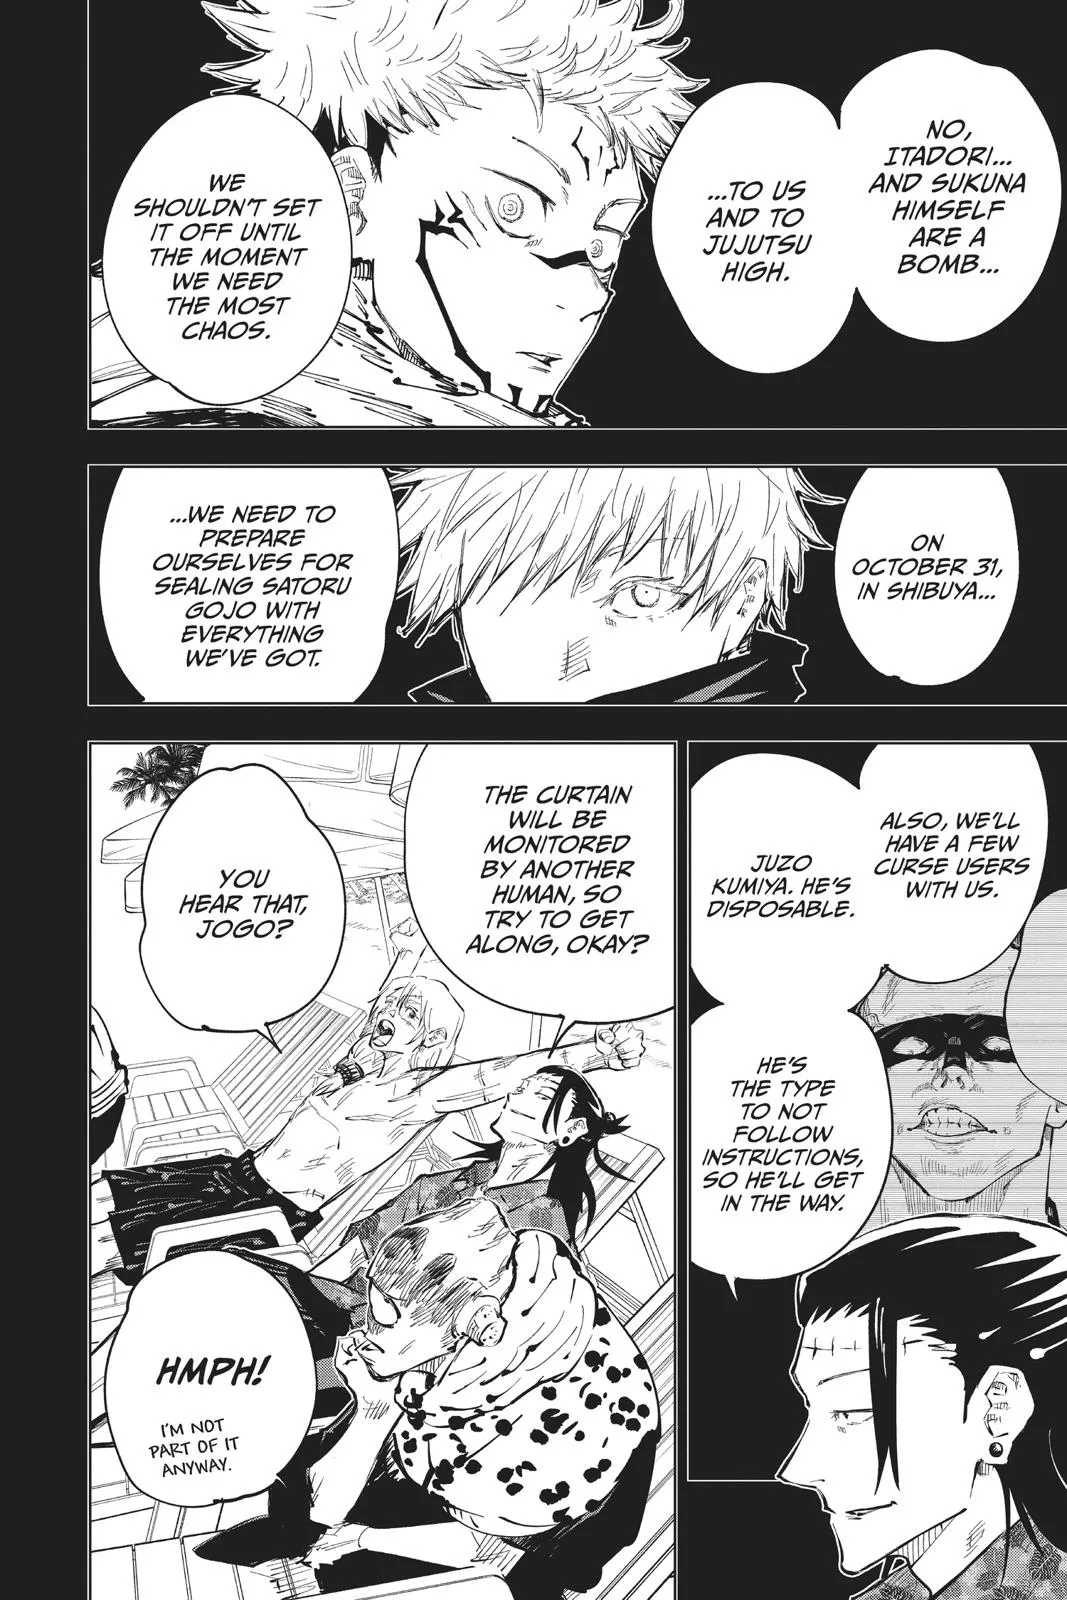 NO,
ITADORI...
AND SUKUNA
HIMSELF
ARE A
BOMB...
...TO US
AND TO
JUJUTSU
HIGH.
WE
SHOULDN'T SET
IT OFF UNTIL
THE MOMENT
WE NEED
THE MOST
CHAOS.
ON
OCTOBER 31,
IN SHIBUYA...
...WE NEED TO
PREPARE
OURSELVES FOR
SEALING SATORU
GOJO WITH
EVERYTHING
WE'VE GOT.
ALSO, WE'LL
HAVE A FEW
CURSE USERS
WITH US.
JUZO
KUMIYA. HE'S
DISPOSABLE.
HE'S
THE TYPE
TO NOT
FOLLOW
INSTRUCTIONS,
SO HE'LL GET
IN THE WAY.
THE CURTAIN
WILL BE
MONITORED
BY ANOTHER
HUMAN, SO
TRY TO GET
ALONG, OKAY?
YOU
HEAR THAT,
JOGO?
HMPH!
I'M NOT
PART OF IT
ANYWAY.